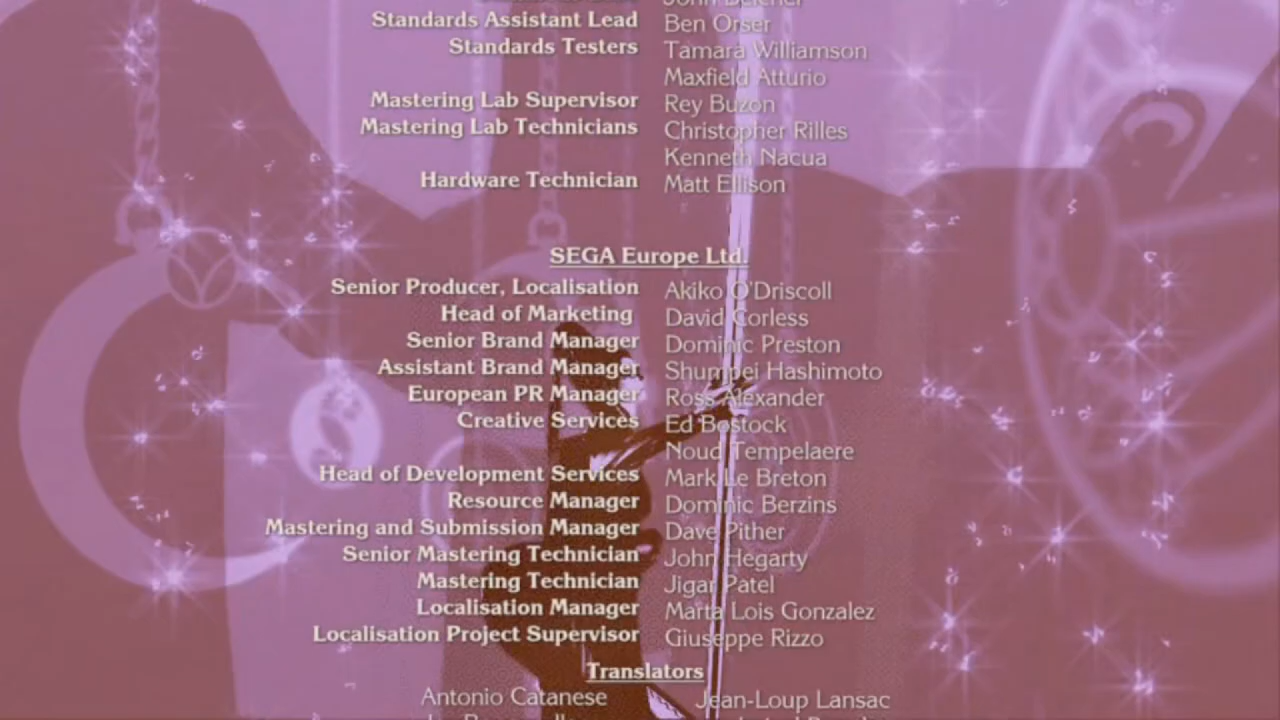 John Belcher
Standards Assistant Lead Ben Orser
Standards Testers Tamara Williamson
Maxfield Atturio
Mastering Lab Supervisor Rey Buzon
Mastering Lab Technicians Christopher Rilles
Kenneth Nacua
Hardware Technician Matt Ellison
SEGA Europe Ltd.
Senior Producer, Localisation Akiko O'Driscoll
Head of Marketing David Corless
Senior Brand Manager Dominic Preston
Assistant Brand Manager Shumpei Hashimoto
European PR Manager Ross Alexander
Creative Services Ed Bostock
Noud Tempelaere
Head of Development Services Mark Le Breton
Resource Manager Dominic Berzins
Mastering and Submission Manager Dave Pither
Senior Mastering Technician John Hegarty
Mastering Technician Jigar Patel
Localisation Manager Marta Lois Gonzalez
Localisation Project Supervisor Giuseppe Rizzo
Translators
Antonio Catanese Jean-Loup Lansac